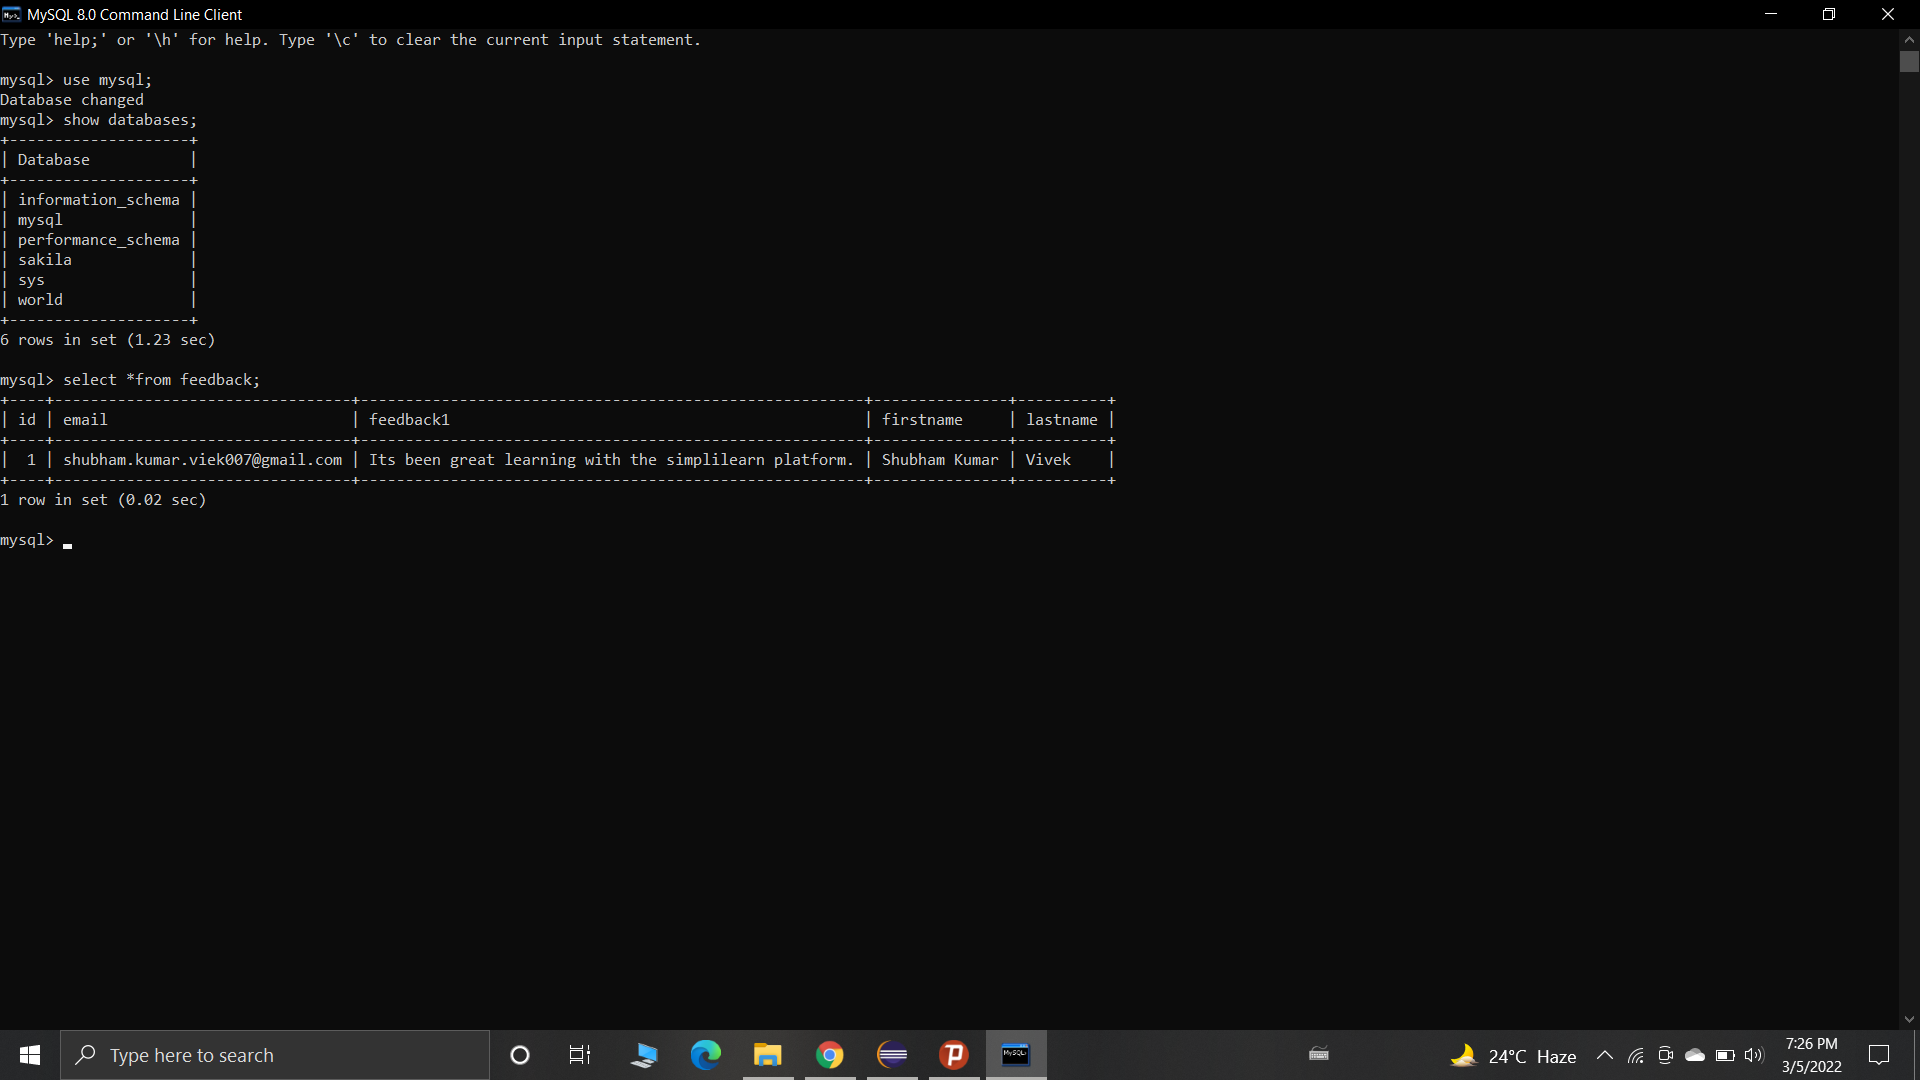 MySQL 8.0 Command Line Client
Type 'help;' or '\h' for help. Type '\c' to clear the current input statement.
mysql> use mysql;
Database changed
mysql> show databases;
+--------------------+
| Database           |
+--------------------+
| information_schema |
| mysql              |
| performance_schema |
| sakila             |
| sys                |
| world              |
+--------------------+
6 rows in set (1.23 sec)
mysql> select *from feedback;
+----+---------------------------------+--------------------------------------------------------+---------------+----------+
| id | email                           | feedback1                                              | firstname     | lastname |
+----+---------------------------------+--------------------------------------------------------+---------------+----------+
|  1 | shubham.kumar.viek007@gmail.com | Its been great learning with the simplilearn platform. | Shubham Kumar | Vivek    |
+----+---------------------------------+--------------------------------------------------------+---------------+----------+
1 row in set (0.02 sec)
mysql>
Type here to search
24°C Haze
7:26 PM
3/5/2022